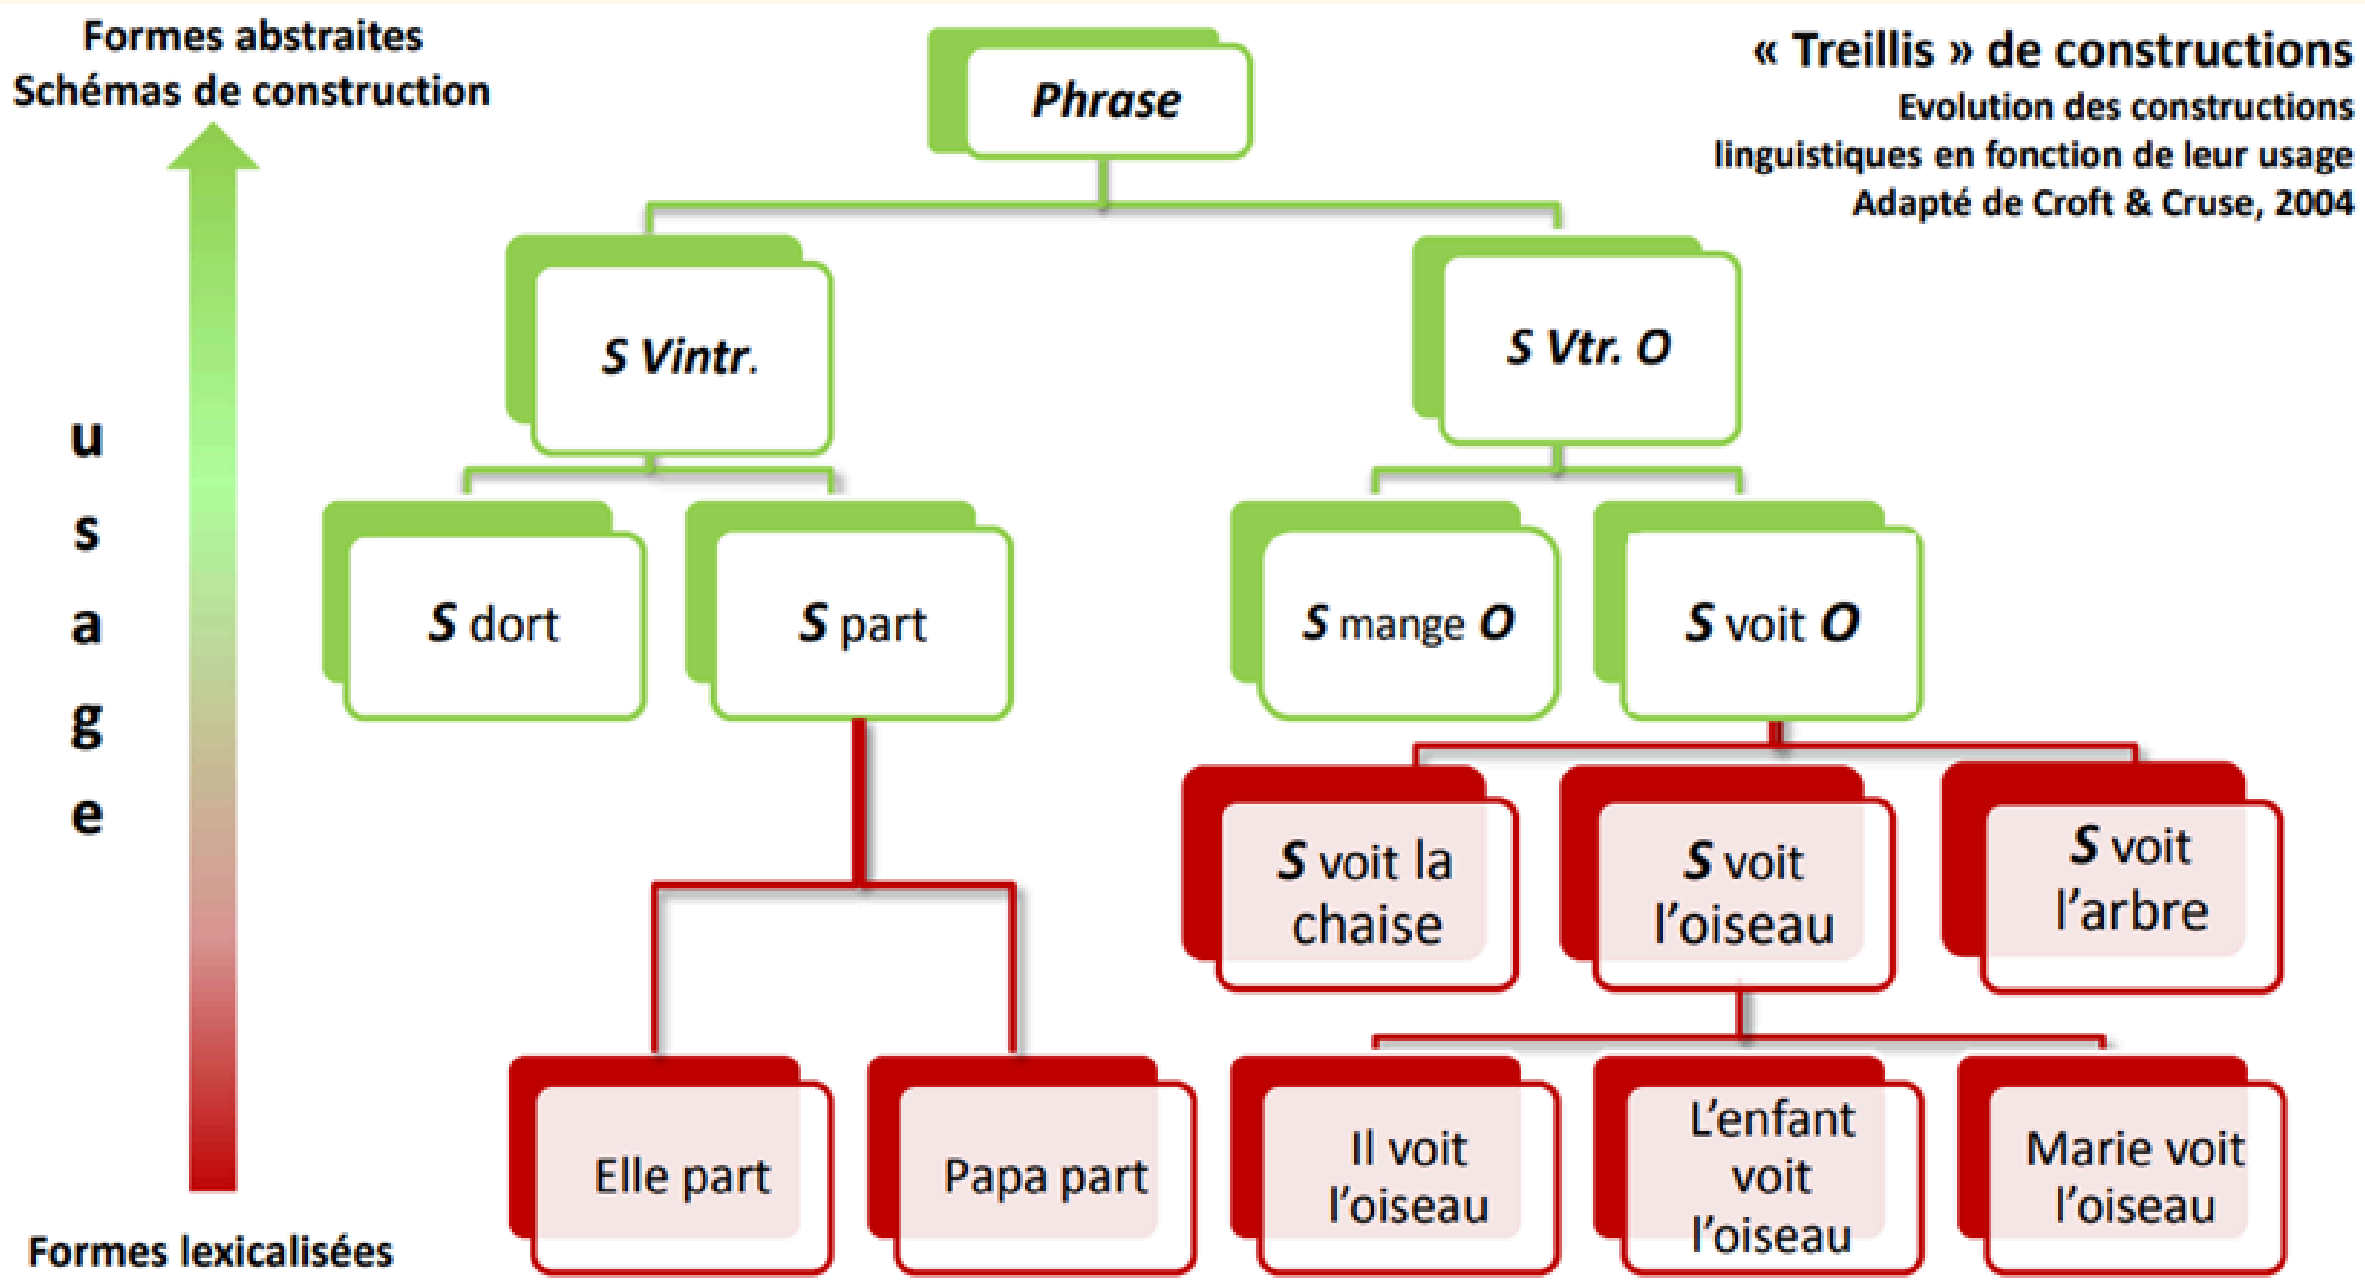 Formes abstraites
Schémas de construction
« Treillis » de constructions
Evolution des constructions
linguistiques en fonction de leur usage
Adapté de Croft & Cruse, 2004
Phrase
S Vintr.
S Vtr. O
u
s
a
g
e
S dort
S part
S mange O
S voit O
S voit la
chaise
S voit
l’oiseau
S voit
l’arbre
Elle part
Papa part
Il voit
l’oiseau
L’enfant
voit
l’oiseau
Marie voit
l’oiseau
Formes lexicalisées